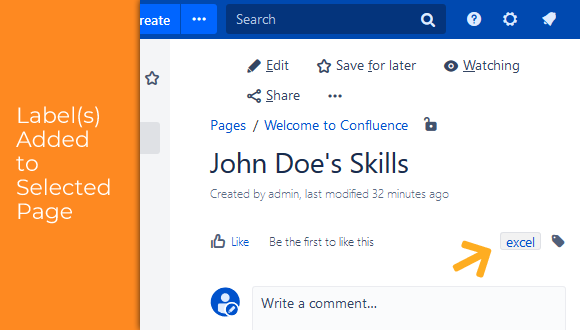 Label(s)
Added
to
Selected
Page
reate
Search
Edit
Save for later
Watching
Share
Pages / Welcome to Confluence
John Doe's Skills
Created by admin, last modified 32 minutes ago
Like
Be the first to like this
excel
Write a comment...